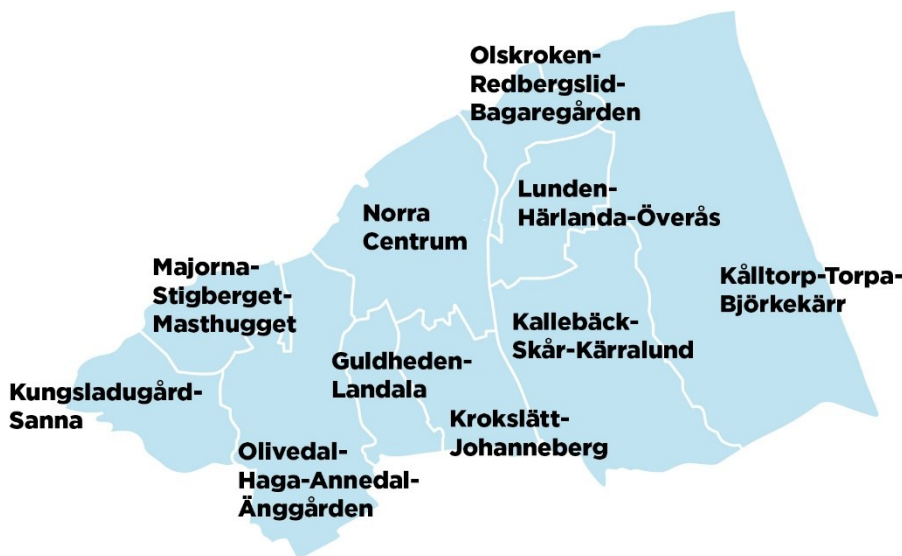 Olskroken-
Redbergslid-
Bagaregården
Lunden-
Härlanda-Överås
Norra
Centrum
Majorna-
Stigberget-
Masthugget
Kålltorp-Torpa-
Björkekärr
Kallebäck-
Skår-Kärralund
Guldheden-
Landala
Kungsladugård-
Sanna
Krokslätt-
Johanneberg
Olivedal-
Haga-Annedal-
Änggården